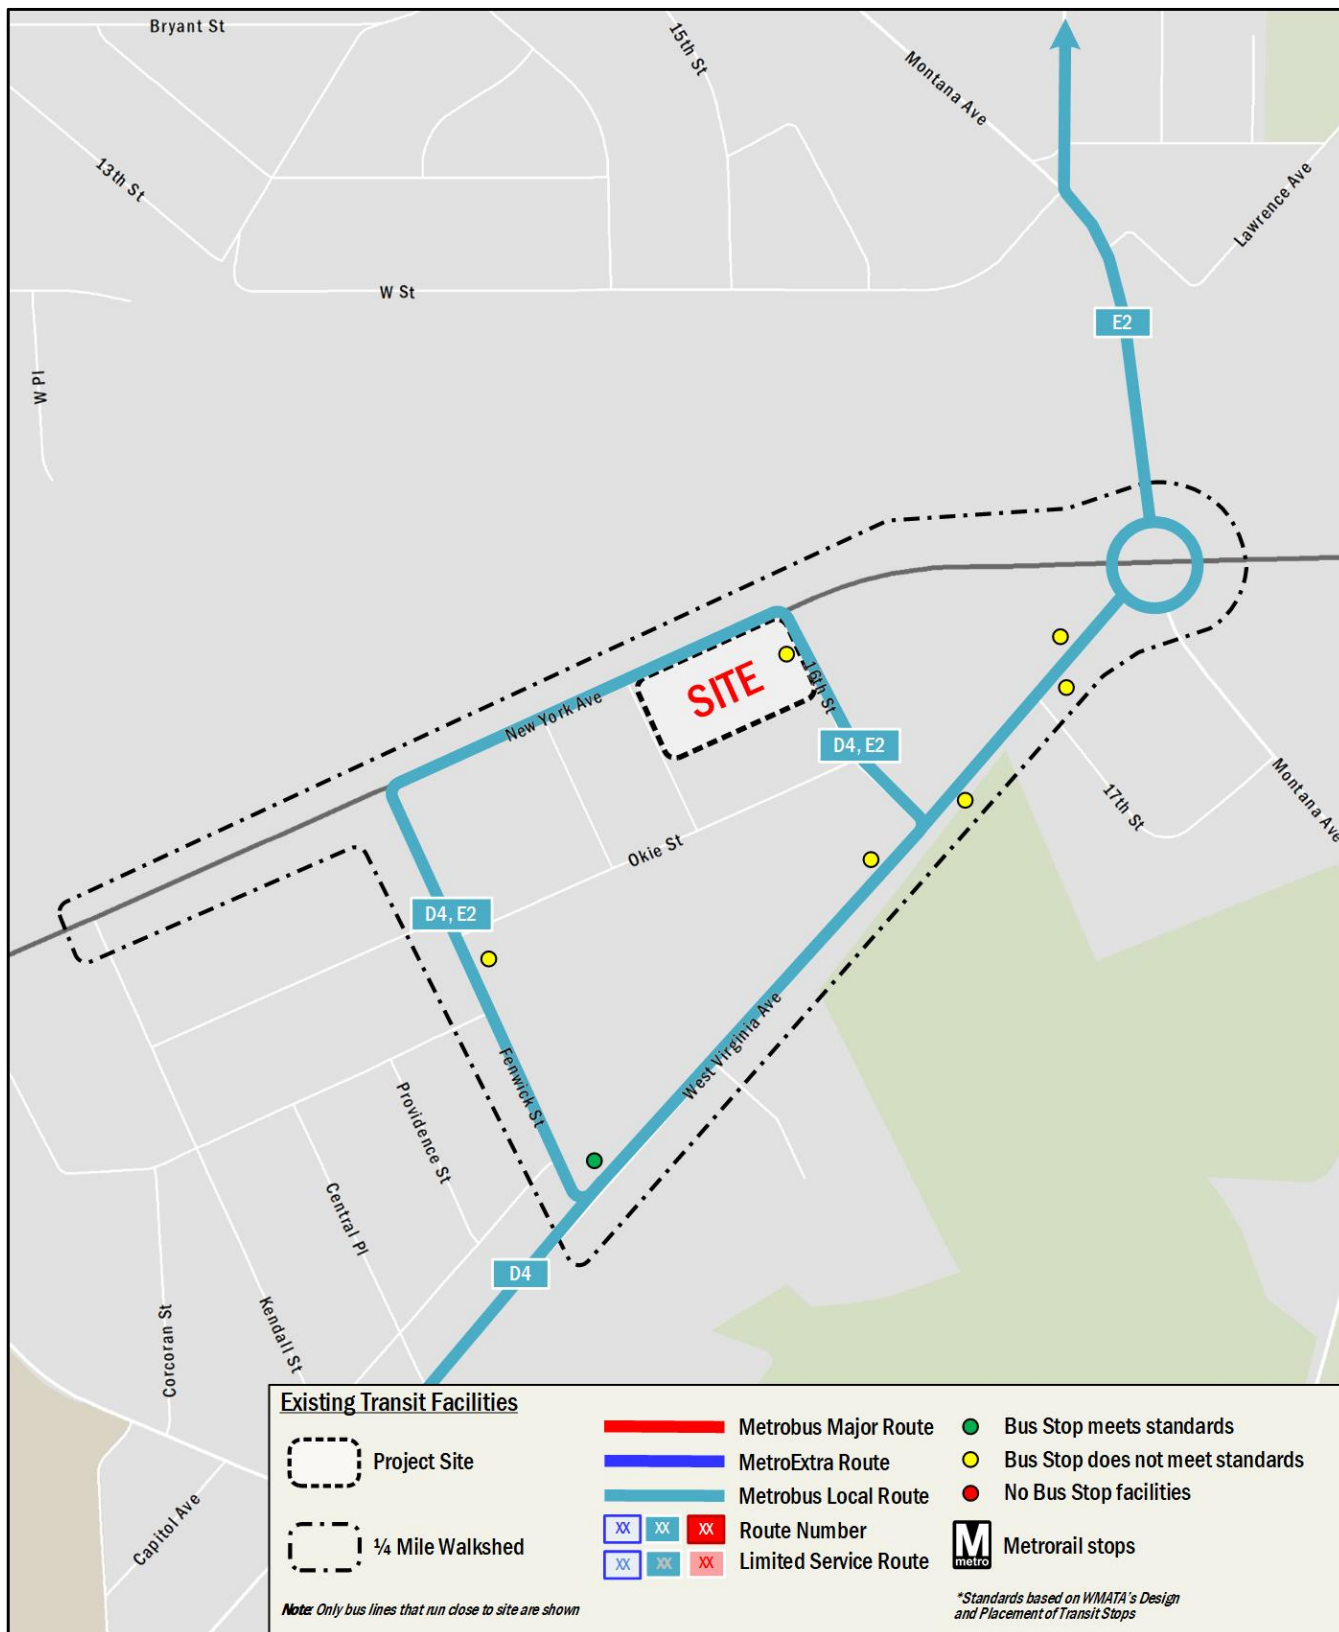 Bryant St
15th St
Montana Ave
13th St
Lawrence Ave
W St
E2
W Pl
SITE
16th St
New York Ave
D4, E2
17th St
Montana Ave
Okie St
D4, E2
West Virginia Ave
Fenwick St
Providence St
Central Pl
D4
Corcoran St
Kendall St
Capitol Ave
Existing Transit Facilities
Project Site
¼ Mile Walkshed
Note: Only bus lines that run close to site are shown
Metrobus Major Route
MetroExtra Route
Metrobus Local Route
XX XX XX Route Number
XX XX XX Limited Service Route
Bus Stop meets standards
Bus Stop does not meet standards
No Bus Stop facilities
M
metro
Metrorail stops
*Standards based on WMATA's Design
and Placement of Transit Stops